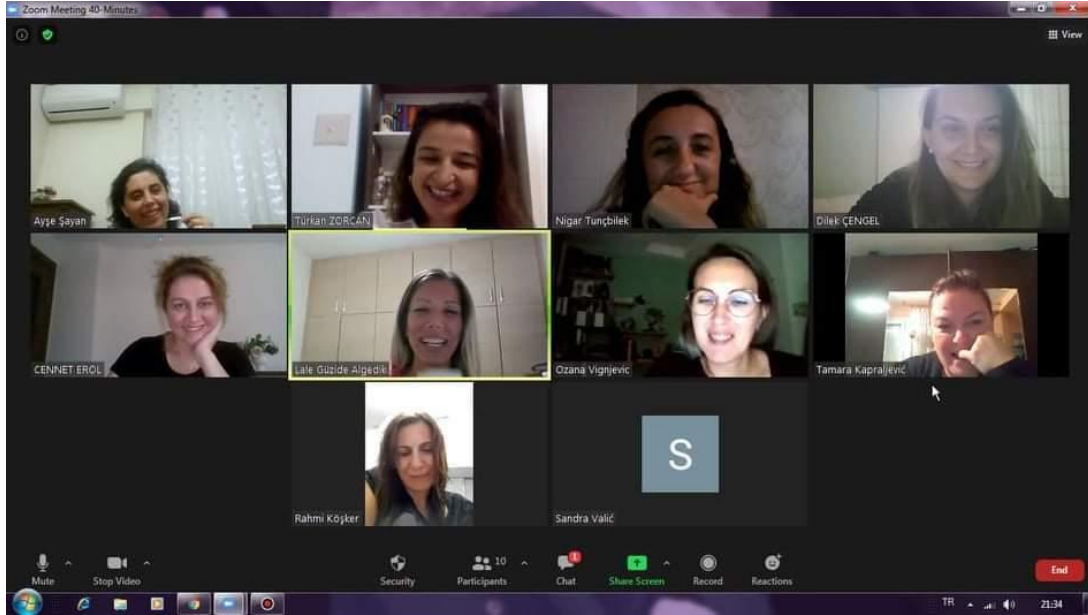 Zoom Meeting 40-Minutes
View
Ayşe Şayan
Türkan ZORCAN
Nigar Tunçbilek
Dilek ÇENGEL
CENNET EROL
Lale Güzide Algedik
Ozana Vignjevic
Tamara Kapraljević
Rahmi Köşker
S
Sandra Valić
10
1
Mute
Stop Video
Security
Participants
Chat
Share Screen
Record
Reactions
End
TR
21:34